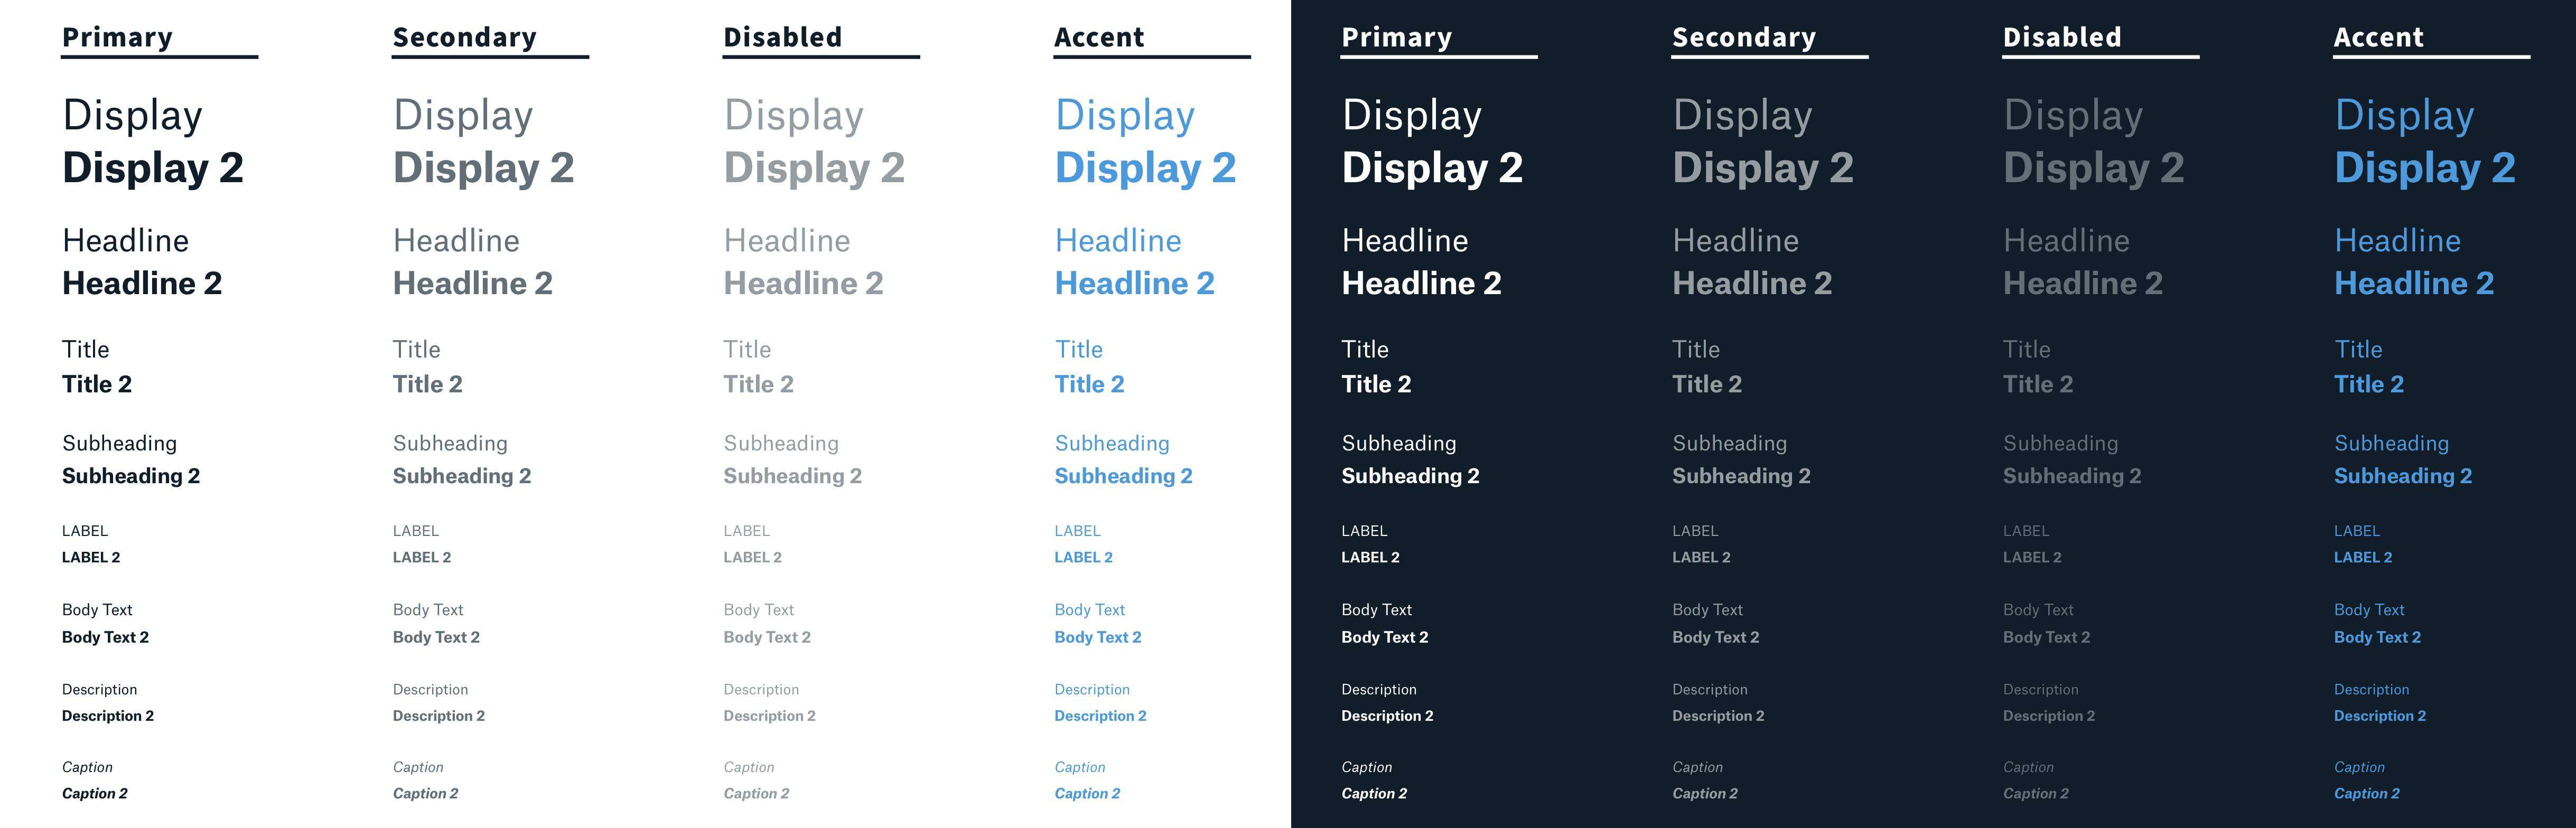 Primary Secondary Disabled Accent Primary Secondary Disabled Accent
Display Display Display Display Display Display Display Display
Display 2 Display 2 Display 2 Display 2 Display 2 Display 2 Display 2 Display 2
Headline Headline Headline Headline Headline Headline Headline Headline
Headline 2 Headline 2 Headline 2 Headline 2 Headline 2 Headline 2 Headline 2 Headline 2
Title Title Title Title Title Title Title Title
Title 2 Title 2 Title 2 Title 2 Title 2 Title 2 Title 2 Title 2
Subheading Subheading Subheading Subheading Subheading Subheading Subheading Subheading
Subheading 2 Subheading 2 Subheading 2 Subheading 2 Subheading 2 Subheading 2 Subheading 2 Subheading 2
LABEL LABEL LABEL LABEL LABEL LABEL LABEL LABEL
LABEL 2 LABEL 2 LABEL 2 LABEL 2 LABEL 2 LABEL 2 LABEL 2 LABEL 2
Body Text Body Text Body Text Body Text Body Text Body Text Body Text Body Text
Body Text 2 Body Text 2 Body Text 2 Body Text 2 Body Text 2 Body Text 2 Body Text 2 Body Text 2
Description Description Description Description Description Description Description Description
Description 2 Description 2 Description 2 Description 2 Description 2 Description 2 Description 2 Description 2
Caption Caption Caption Caption Caption Caption Caption Caption
Caption 2 Caption 2 Caption 2 Caption 2 Caption 2 Caption 2 Caption 2 Caption 2